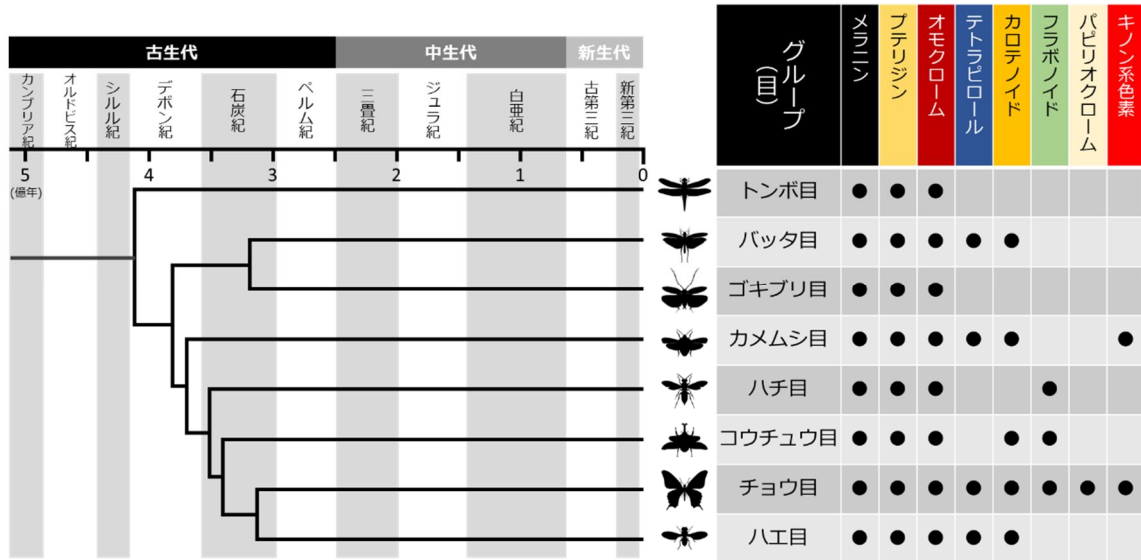 古生代
中生代
新生代
カンブリア紀
オルドビス紀
シルル紀
デボン紀
石炭紀
ペルム紀
三畳紀
ジュラ紀
白亜紀
古第三紀
新第三紀
5
4
3
2
1
0
(億年)
グループ
(目)
メラニン
プテリジン
オモクローム
テトラピロール
カロテノイド
フラボノイド
パピリオクローム
キノン系色素
トンボ目
バッタ目
ゴキブリ目
カメムシ目
ハチ目
コウチュウ目
チョウ目
ハエ目